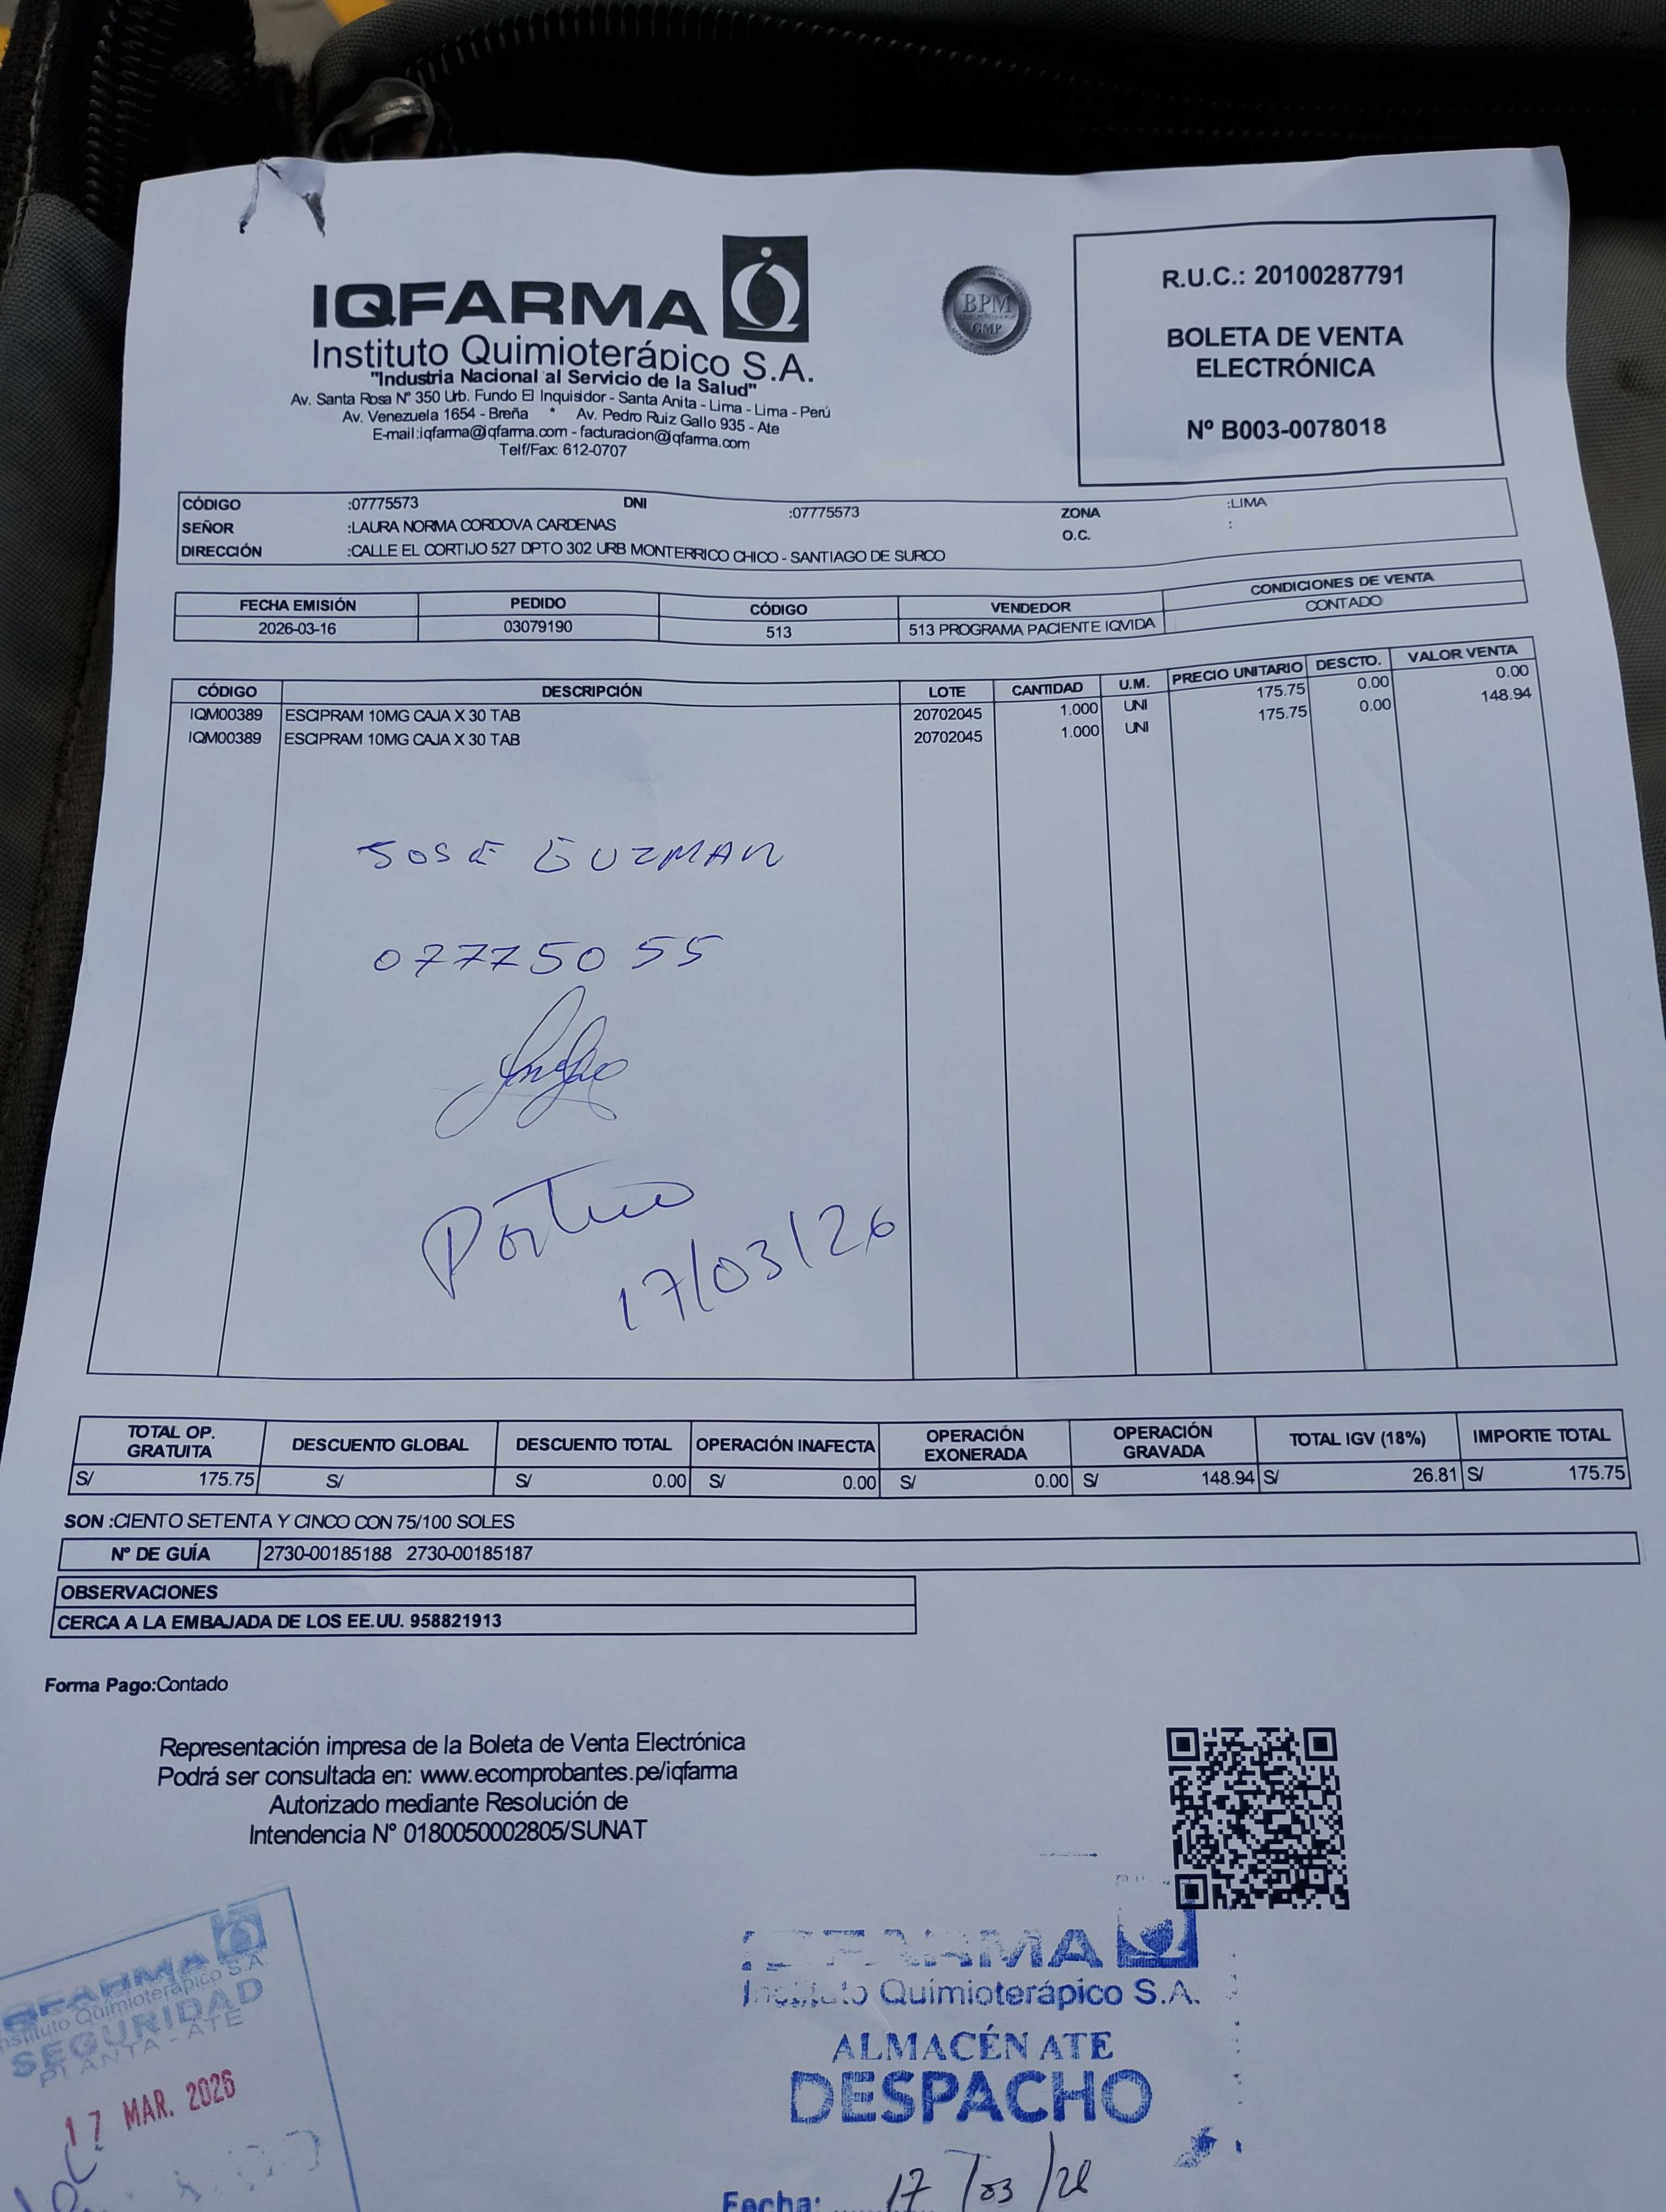 IQFARMA
Instituto Quimioterápico S.A.
"Industria Nacional al Servicio de la Salud"
Av. Santa Rosa Nº 350 Urb. Fundo El Inquisidor - Santa Anita - Lima - Lima - Perú
Av. Venezuela 1654 - Breña * Av. Pedro Ruiz Gallo 935 - Ate
E-mail:iqfarma@iqfarma.com - facturacion@iqfarma.com
Telf/Fax: 612-0707
BPM
GMP
R.U.C.: 20100287791
BOLETA DE VENTA
ELECTRÓNICA
Nº B003-0078018
CÓDIGO :07775573 DNI :07775573 ZONA :LIMA
SEÑOR :LAURA NORMA CORDOVA CARDENAS O.C. :
DIRECCIÓN :CALLE EL CORTIJO 527 DPTO 302 URB MONTERRICO CHICO - SANTIAGO DE SURCO
FECHA EMISIÓN PEDIDO CÓDIGO VENDEDOR CONDICIONES DE VENTA
2026-03-16 03079190 513 513 PROGRAMA PACIENTE IQVIDA CONTADO
CÓDIGO DESCRIPCIÓN LOTE CANTIDAD U.M. PRECIO UNITARIO DESCTO. VALOR VENTA
IQM00389 ESCIPRAM 10MG CAJA X 30 TAB 20702045 1.000 UNI 175.75 0.00 0.00
IQM00389 ESCIPRAM 10MG CAJA X 30 TAB 20702045 1.000 UNI 175.75 0.00 148.94
JOSE GUZMAN
07775055
17/03/26
TOTAL OP. GRATUITA DESCUENTO GLOBAL DESCUENTO TOTAL OPERACIÓN INAFECTA OPERACIÓN EXONERADA OPERACIÓN GRAVADA TOTAL IGV (18%) IMPORTE TOTAL
S/ 175.75 S/ S/ 0.00 S/ 0.00 S/ 0.00 S/ 148.94 S/ 26.81 S/ 175.75
SON :CIENTO SETENTA Y CINCO CON 75/100 SOLES
Nº DE GUÍA 2730-00185188 2730-00185187
OBSERVACIONES
CERCA A LA EMBAJADA DE LOS EE.UU. 958821913
Forma Pago:Contado
Representación impresa de la Boleta de Venta Electrónica
Podrá ser consultada en: www.ecomprobantes.pe/iqfarma
Autorizado mediante Resolución de
Intendencia Nº 0180050002805/SUNAT
IQFARMA
Instituto Quimioterápico S.A
SEGURIDAD
PLANTA - ATE
17 MAR. 2026
IQFARMA
Instituto Quimioterápico S.A.
ALMACÉN ATE
DESPACHO
Fecha: 17/03/26